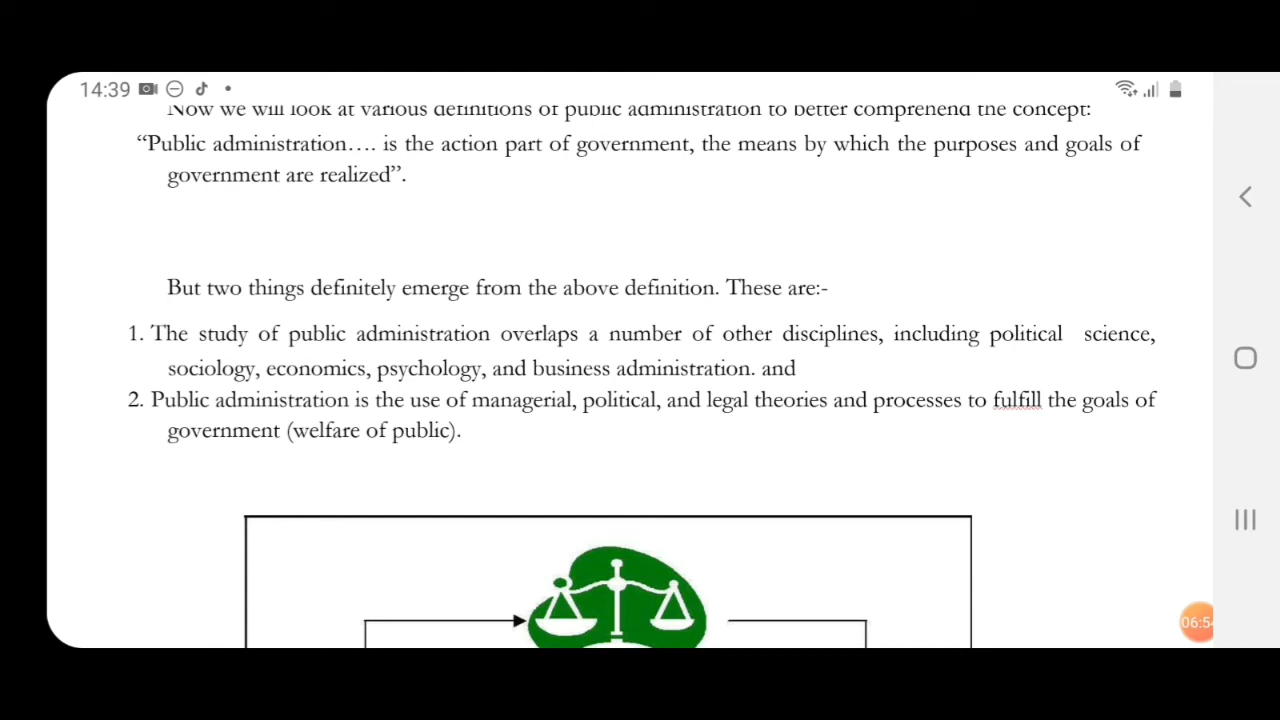 14:39
Now we will look at various definitions of public administration to better comprehend the concept:
“Public administration…. is the action part of government, the means by which the purposes and goals of
government are realized”.
But two things definitely emerge from the above definition. These are:-
1. The study of public administration overlaps a number of other disciplines, including political science,
sociology, economics, psychology, and business administration. and
2. Public administration is the use of managerial, political, and legal theories and processes to fulfill the goals of
government (welfare of public).
06:54